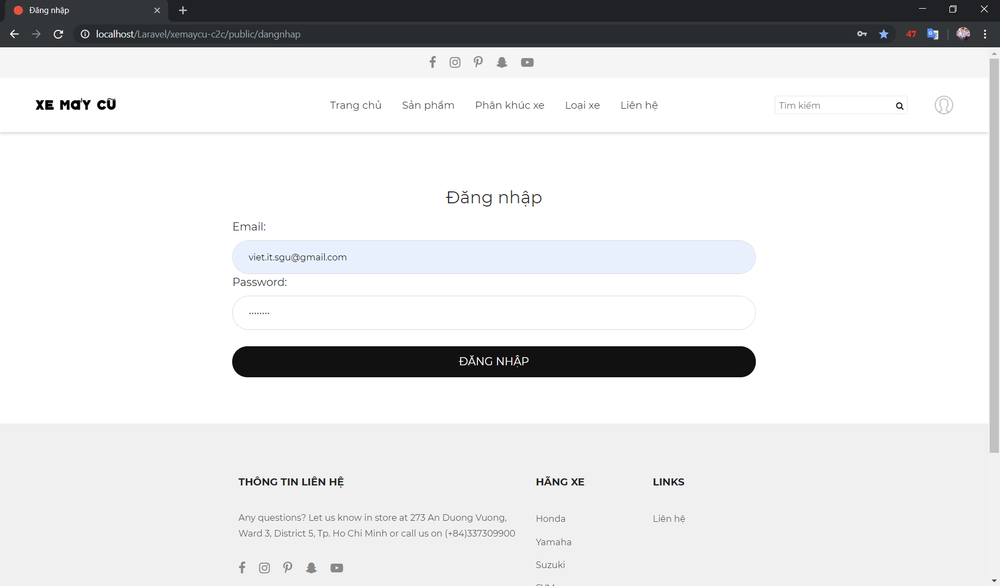 Đăng nhập
localhost/Laravel/xemaycu-c2c/public/dangnhap
47
XE MÁY CŨ
Trang chủ Sản phẩm Phân khúc xe Loại xe Liên hệ
Tìm kiếm
Đăng nhập
Email:
viet.it.sgu@gmail.com
Password:
ĐĂNG NHẬP
THÔNG TIN LIÊN HỆ
Any questions? Let us know in store at 273 An Duong Vuong,
Ward 3, District 5, Tp. Ho Chi Minh or call us on (+84)337309900
HÃNG XE
Honda
Yamaha
Suzuki
LINKS
Liên hệ